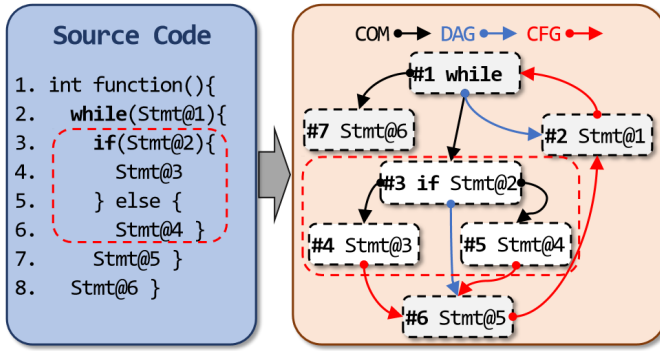 Source Code
1. int function(){
2. while(Stmt@1){
3. if(Stmt@2){
4. Stmt@3
5. } else {
6. Stmt@4 }
7. Stmt@5 }
8. Stmt@6 }
COM DAG CFG
#1 while
#7 Stmt@6
#2 Stmt@1
#3 if Stmt@2
#4 Stmt@3
#5 Stmt@4
#6 Stmt@5